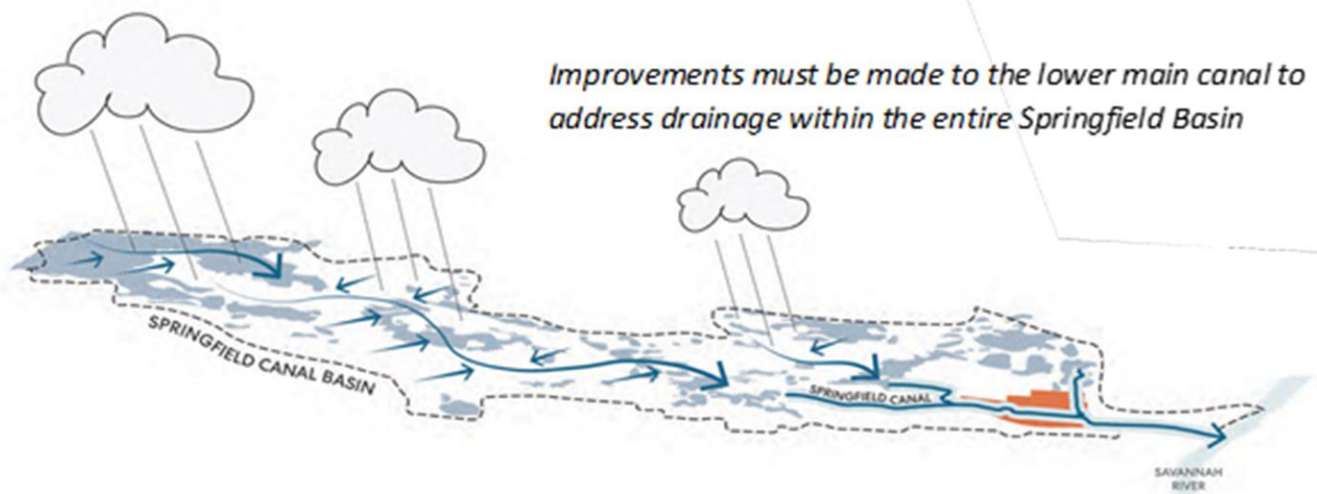 Improvements must be made to the lower main canal to
address drainage within the entire Springfield Basin
SPRINGFIELD CANAL BASIN
SPRINGFIELD CANAL
SAVANNAH
RIVER